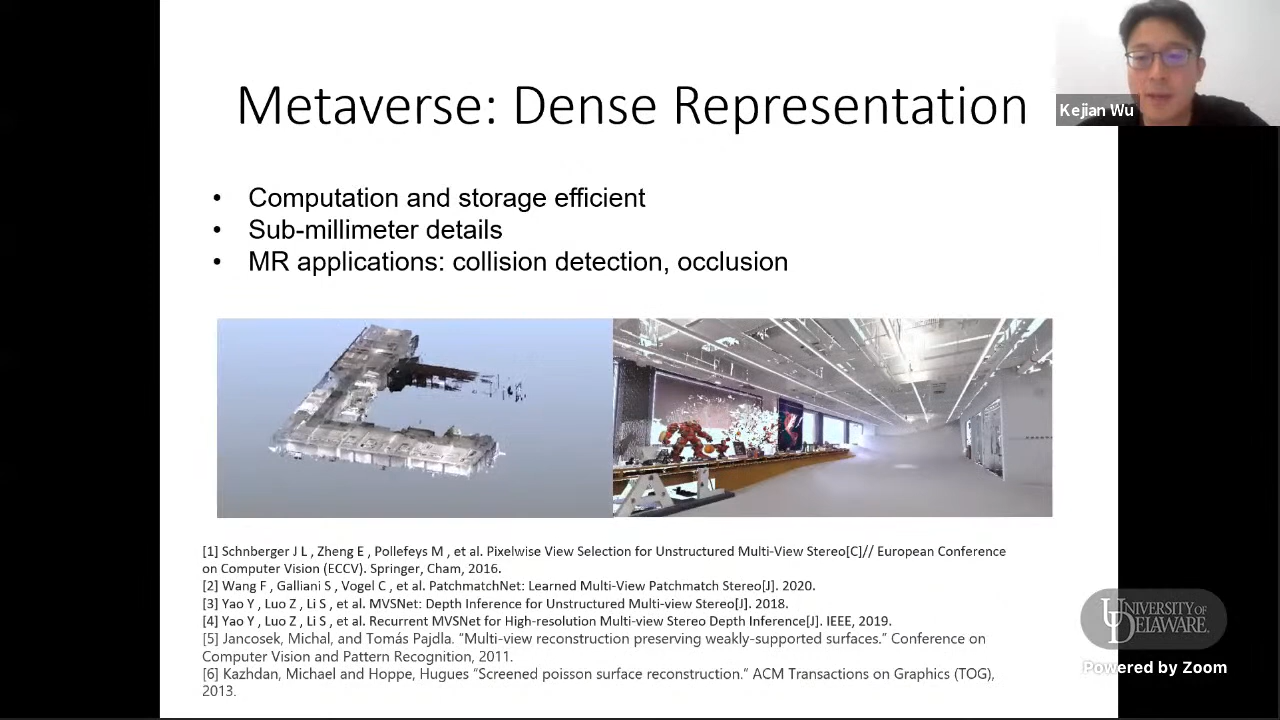 Metaverse: Dense Representation
Kejian Wu
• Computation and storage efficient
• Sub-millimeter details
• MR applications: collision detection, occlusion
A L
[1] Schnberger J L , Zheng E , Pollefeys M , et al. Pixelwise View Selection for Unstructured Multi-View Stereo[C]// European Conference
on Computer Vision (ECCV). Springer, Cham, 2016.
[2] Wang F , Galliani S , Vogel C , et al. PatchmatchNet: Learned Multi-View Patchmatch Stereo[J]. 2020.
[3] Yao Y , Luo Z , Li S , et al. MVSNet: Depth Inference for Unstructured Multi-view Stereo[J]. 2018.
[4] Yao Y , Luo Z , Li S , et al. Recurrent MVSNet for High-resolution Multi-view Stereo Depth Inference[J]. IEEE, 2019.
[5] Jancosek, Michal, and Tomás Pajdla. “Multi-view reconstruction preserving weakly-supported surfaces.” Conference on
Computer Vision and Pattern Recognition, 2011.
[6] Kazhdan, Michael and Hoppe, Hugues “Screened poisson surface reconstruction.” ACM Transactions on Graphics (TOG),
2013.
UNIVERSITY OF
DELAWARE.
Powered by Zoom